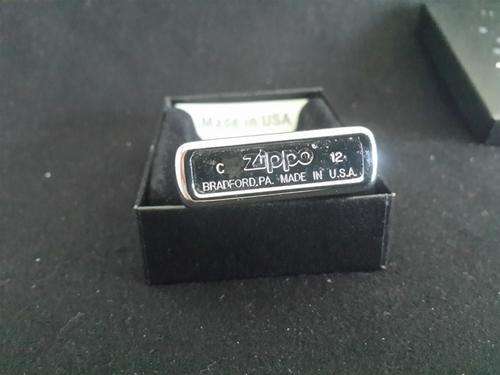 Made in USA
C Zippo 12
BRADFORD,PA. MADE IN U.S.A.